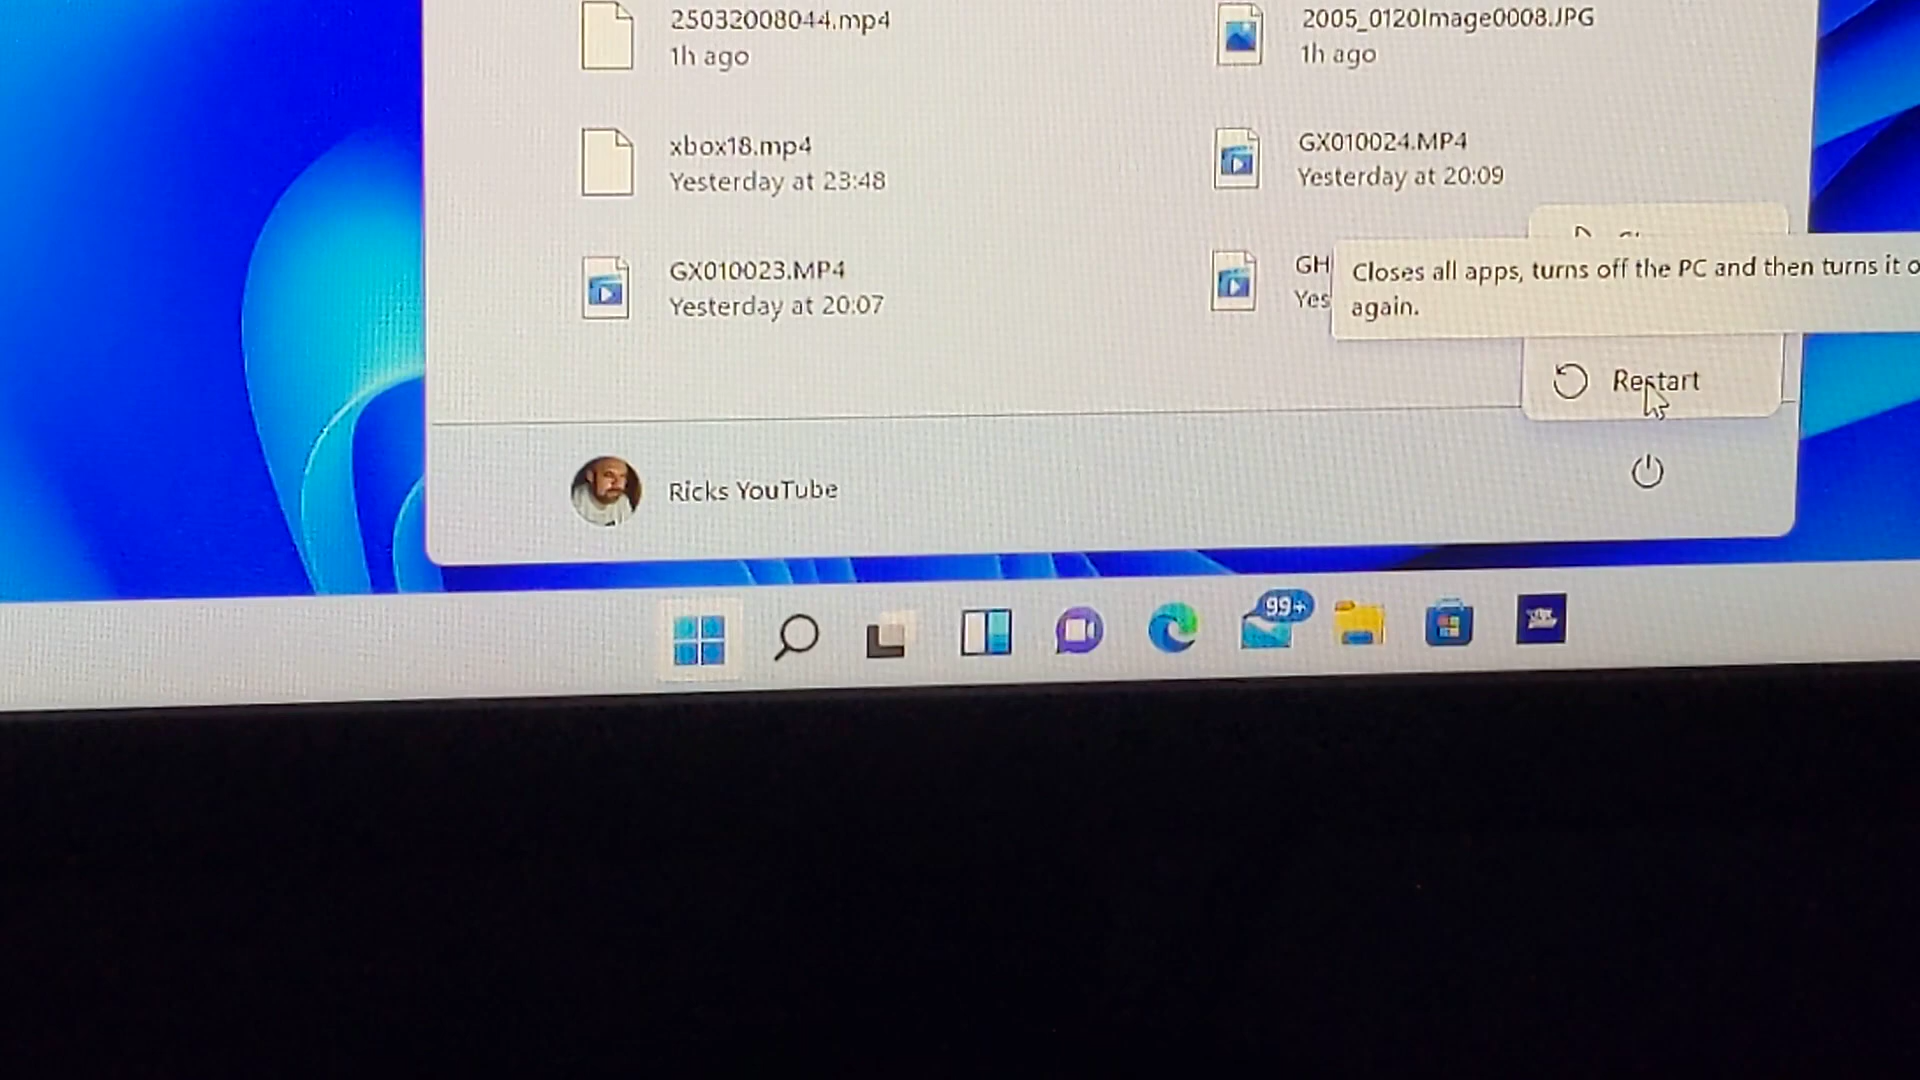 25032008044.mp4
1h ago
2005_0120Image0008.JPG
1h ago
xbox18.mp4
Yesterday at 23:48
GX010024.MP4
Yesterday at 20:09
GX010023.MP4
Yesterday at 20:07
GH
Yes
Closes all apps, turns off the PC and then turns it o
again.
Restart
Ricks YouTube
99+